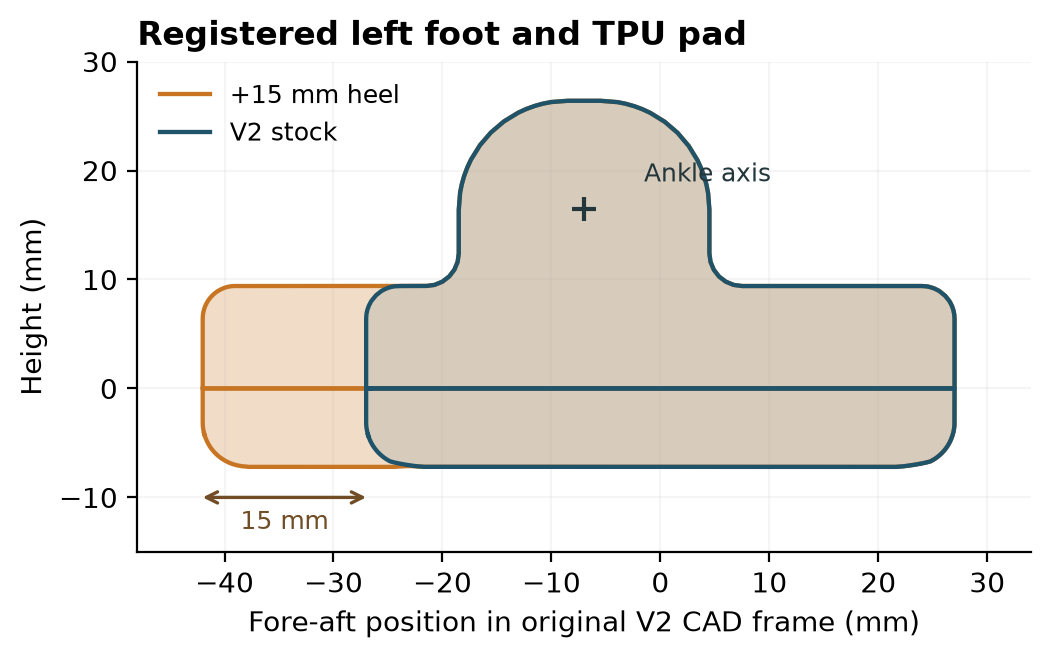 Registered left foot and TPU pad
+15 mm heel
V2 stock
Ankle axis
15 mm
30
20
10
0
−10
−40
−30
−20
−10
0
10
20
30
Height (mm)
Fore-aft position in original V2 CAD frame (mm)